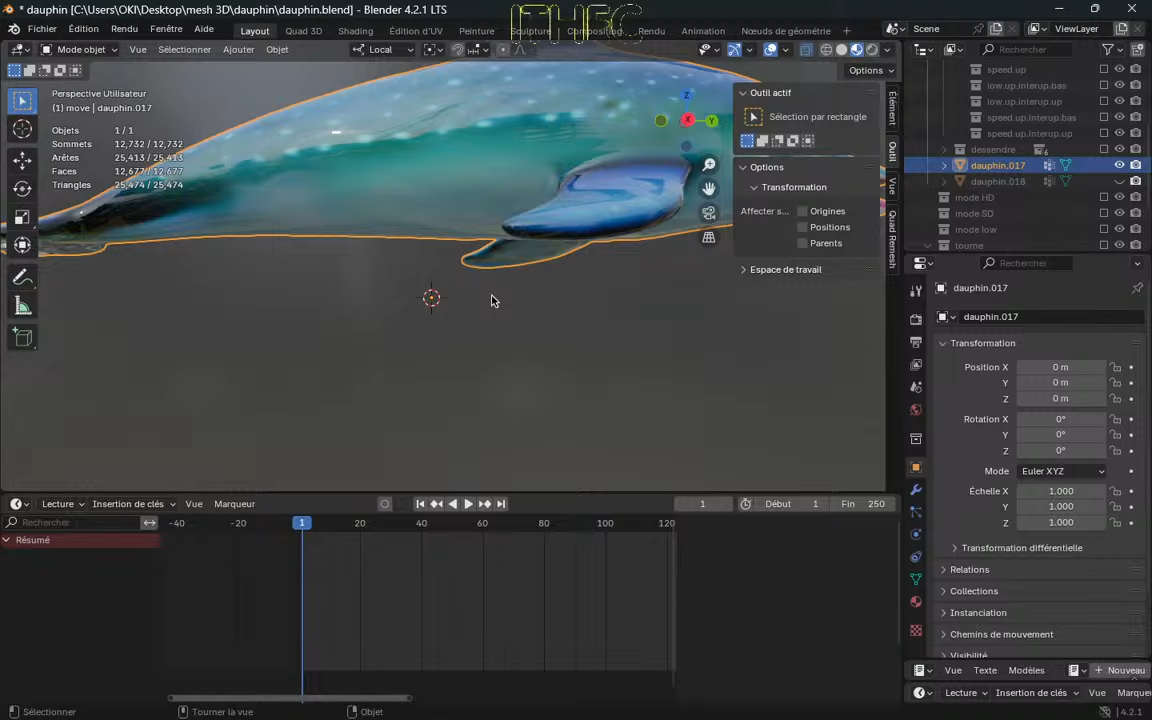 * dauphin [C:\Users\OKI\Desktop\mesh 3D\dauphin\dauphin.blend] - Blender 4.2.1 LTS
Fichier Édition Rendu Fenêtre Aide Layout Quad 3D Shading Édition d'UV Peinture Sculpture Compositing Rendu Animation Nœuds de géométrie + Scene ViewLayer
Mode objet Vue Sélectionner Ajouter Objet Local Rechercher
Options
Perspective Utilisateur
(1) move | dauphin.017
Objets 1 / 1
Sommets 12,732 / 12,732
Arêtes 25,413 / 25,413
Faces 12,677 / 12,677
Triangles 25,474 / 25,474
Z
X
Y
Outil actif
Sélection par rectangle
Options
Transformation
Affecter s... Origines
Positions
Parents
Espace de travail
Élément
Outil
Vue
Quad Remesh
speed.up
iow.up.interup.bas
iow.up.interup
speed.up.interup.bas
speed.up.interup.up
dessendre 6
dauphin.017
dauphin.018
mode HD
mode SD
mode low
tourne
Rechercher
dauphin.017
dauphin.017
Transformation
Position X 0 m
Y 0 m
Z 0 m
Rotation X 0°
Y 0°
Z 0°
Mode Euler XYZ
Échelle X 1.000
Y 1.000
Z 1.000
Transformation différentielle
Relations
Collections
Instanciation
Chemins de mouvement
Visibilité
Lecture Insertion de clés Vue Marqueur 1 Début 1 Fin 250
Rechercher -40 -20 1 20 40 60 80 100 120
Résumé
Vue Texte Modèles + Nouveau
Lecture Insertion de clés Vue Marque
Sélectionner Tourner la vue Objet 4.2.1